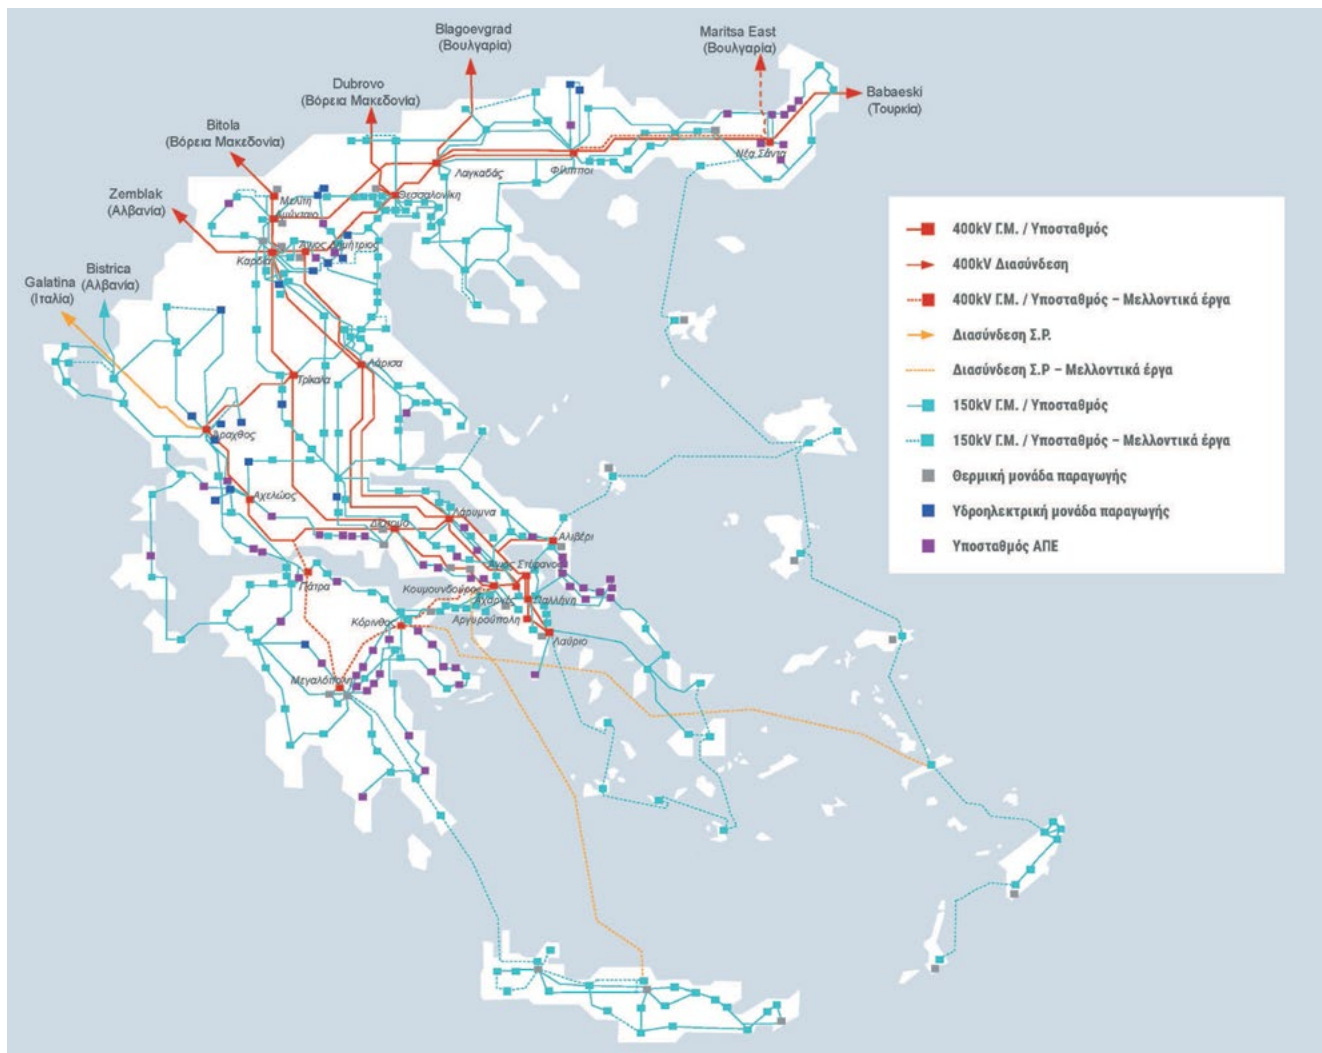 Blagoevgrad
(Βουλγαρία)
Maritsa East
(Βουλγαρία)
Dubrovo
(Βόρεια Μακεδονία)
Babaeski
(Τουρκία)
Bitola
(Βόρεια Μακεδονία)
Zemblak
(Αλβανία)
Bistrica
(Αλβανία)
Galatina
(Ιταλία)
Νέα Σάντα
Φίλιπποι
Λαγκαδάς
Θεσσαλονίκη
Μελίτη
Αμύνταιο
Άγιος Δημήτριος
Καρδιά
Λάρισα
Τρίκαλα
Άραχθος
Αχελώος
Λάρυμνα
Δίστομο
Αλιβέρι
Άγιος Στέφανος
Κουμουνδούρος
Αχαρνές
Παλλήνη
Αργυρούπολη
Λαύριο
Πάτρα
Κόρινθος
Μεγαλόπολη
400kV Γ.Μ. / Υποσταθμός
400kV Διασύνδεση
400kV Γ.Μ. / Υποσταθμός – Μελλοντικά έργα
Διασύνδεση Σ.Ρ.
Διασύνδεση Σ.Ρ – Μελλοντικά έργα
150kV Γ.Μ. / Υποσταθμός
150kV Γ.Μ. / Υποσταθμός – Μελλοντικά έργα
Θερμική μονάδα παραγωγής
Υδροηλεκτρική μονάδα παραγωγής
Υποσταθμός ΑΠΕ